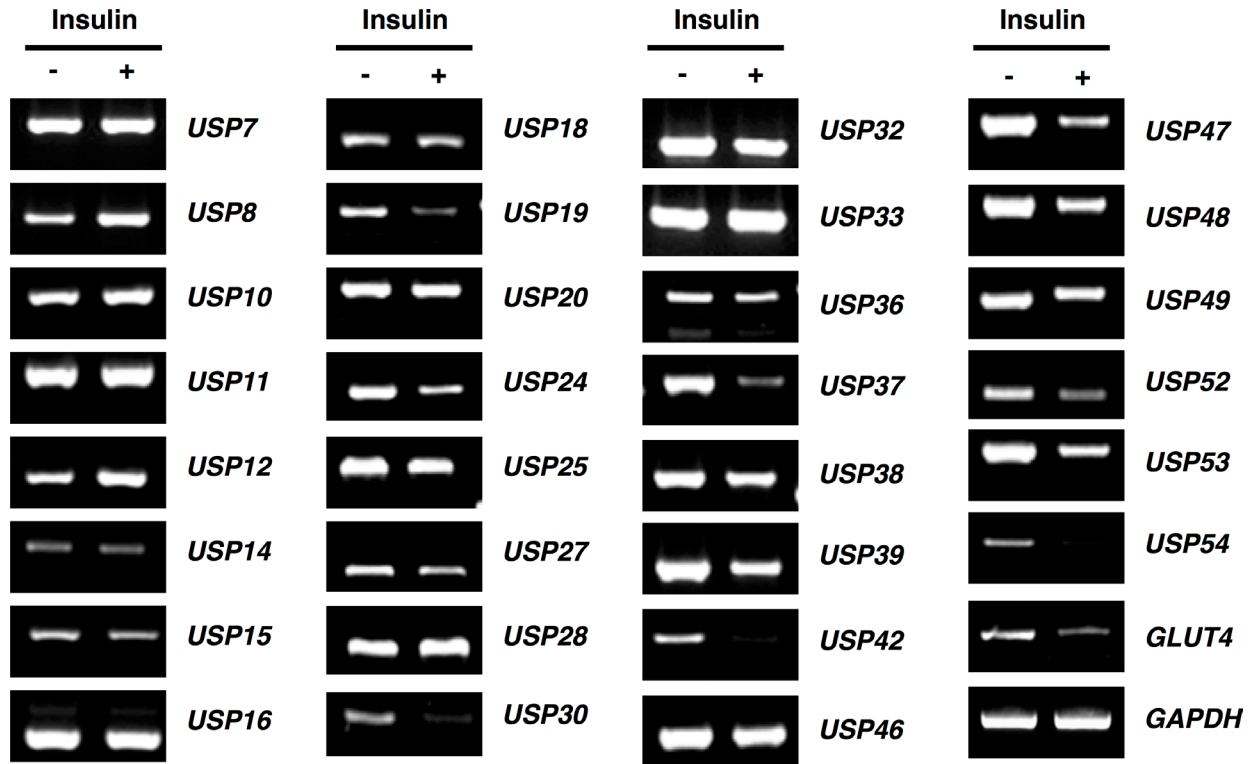 Insulin
- +
USP7
USP8
USP10
USP11
USP12
USP14
USP15
USP16
Insulin
- +
USP18
USP19
USP20
USP24
USP25
USP27
USP28
USP30
Insulin
- +
USP32
USP33
USP36
USP37
USP38
USP39
USP42
USP46
Insulin
- +
USP47
USP48
USP49
USP52
USP53
USP54
GLUT4
GAPDH